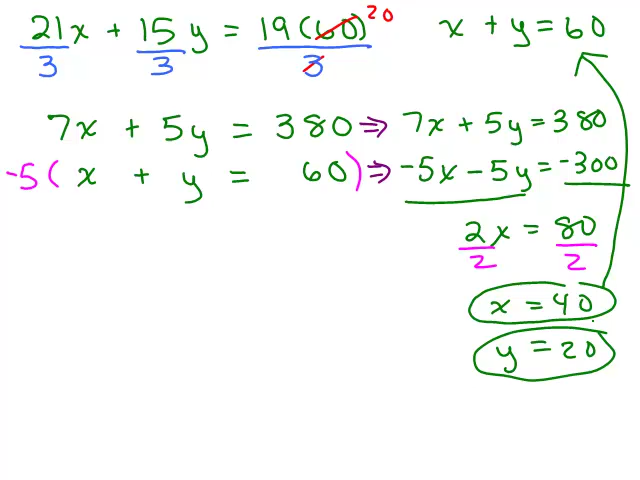 21x + 15y = 19(60) 20 x + y = 60
3 3 3
7x + 5y = 380 ⇒ 7x + 5y = 380
-5( x + y = 60) ⇒ -5x - 5y = -300
2x = 80
2 2
x = 40
y = 20